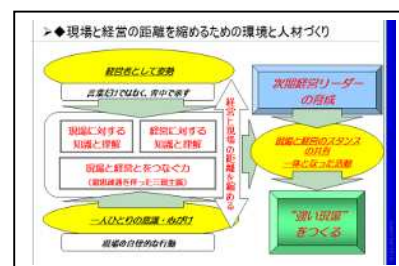 ➢◆現場と経営の距離を縮めるための環境と人材づくり
経営者として姿勢
言葉だけではなく、背中で示す
現場に対する
知識と理解
経営に対する
知識と理解
現場と経営とをつなぐ力
一人ひとりの意識・心がけ
現場の自律的な行動
経営と現場の距離を縮める
次期経営リーダー
の育成
現場と経営のスタンス
の共有
一体となった活動
“強い現場”
をつくる